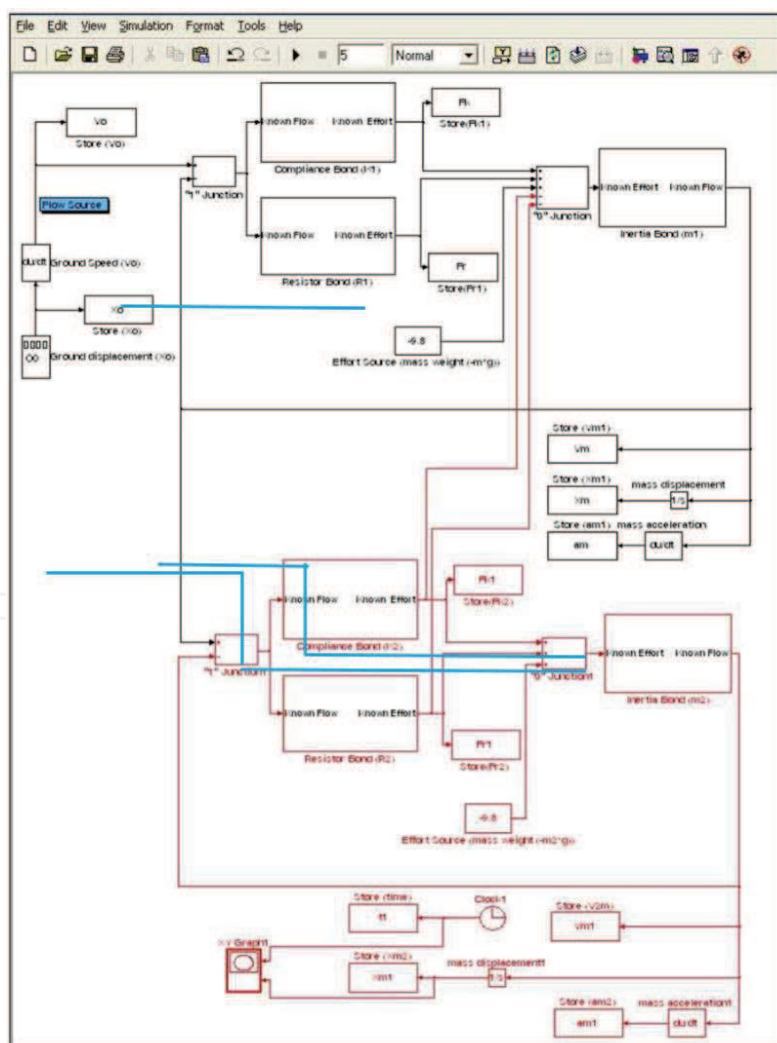 File Edit View Simulation Format Tools Help
5 Normal
Vo
Store (Vo)
Known Flow Known Effort
Compliance Bond (K1)
Store(Fk1)
"1" Junction
Known Flow Known Effort
Resistor Bond (R1)
Fr
Store(Fr1)
"0" Junction
Known Effort Known Flow
Inertia Bond (m1)
Flow Source
du/dt Ground Speed (Vo)
Xo
Store (Xo)
Ground displacement (Xo)
-9.8
Effort Source (mass weight (-m*g))
Store (Vm1)
Vm
Store (Xm1)
Xm
mass displacement
1/s
Store (am1) mass acceleration
am
du/dt
Known Flow Known Effort
Compliance Bond (K2)
Fk1
Store(Fk2)
"1" Junction1
Known Flow Known Effort
Resistor Bond (R2)
Fr1
Store(Fr2)
"0" Junction1
Known Effort Known Flow
Inertia Bond (m2)
-9.8
Effort Source (mass weight (-m2*g))
Store (time)
Clock1
Store (V2m)
Vm1
XY Graph1
Store (Xm2)
Xm1
mass displacement1
1/s
Store (am2) mass acceleration1
am1
du/dt